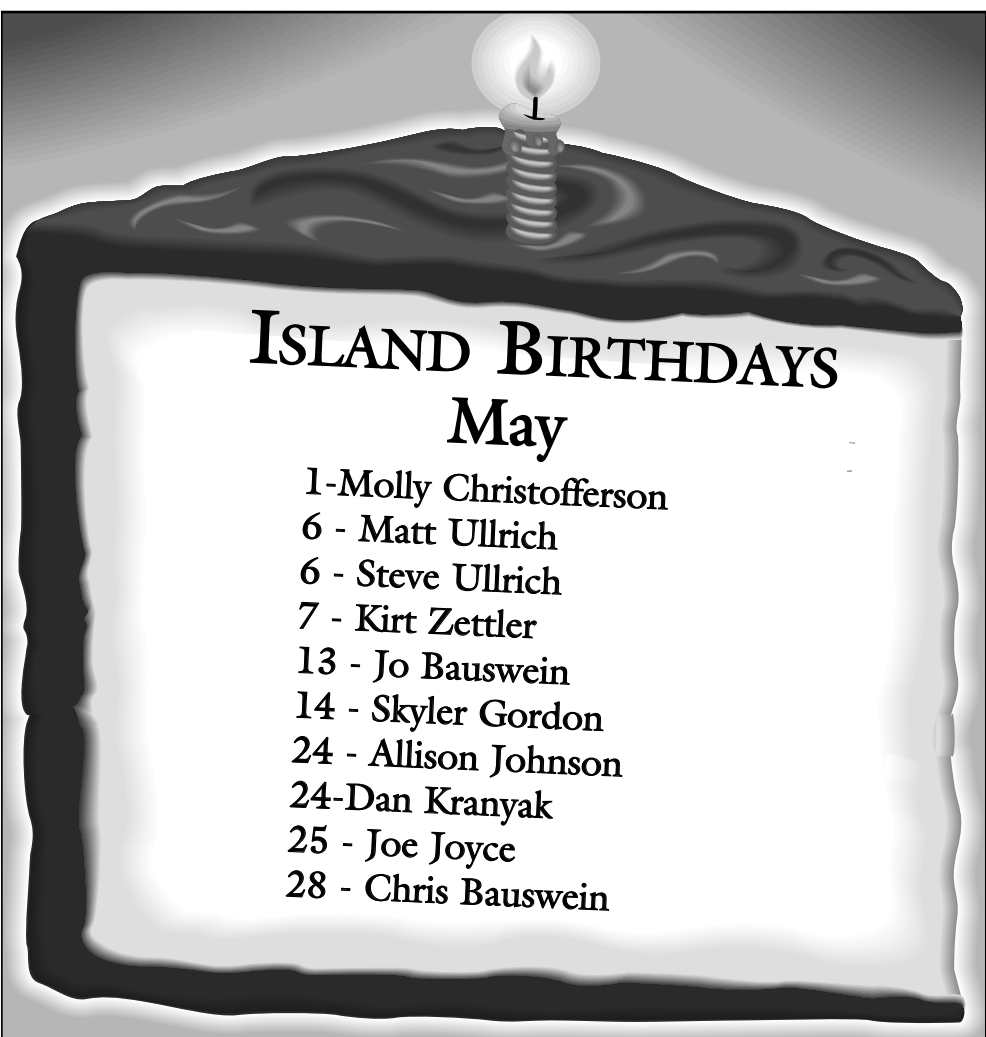 Island Birthdays
May
1-Molly Christofferson
6 - Matt Ullrich
6 - Steve Ullrich
7 - Kirt Zettler
13 - Jo Bauswein
14 - Skyler Gordon
24 - Allison Johnson
24-Dan Kranyak
25 - Joe Joyce
28 - Chris Bauswein